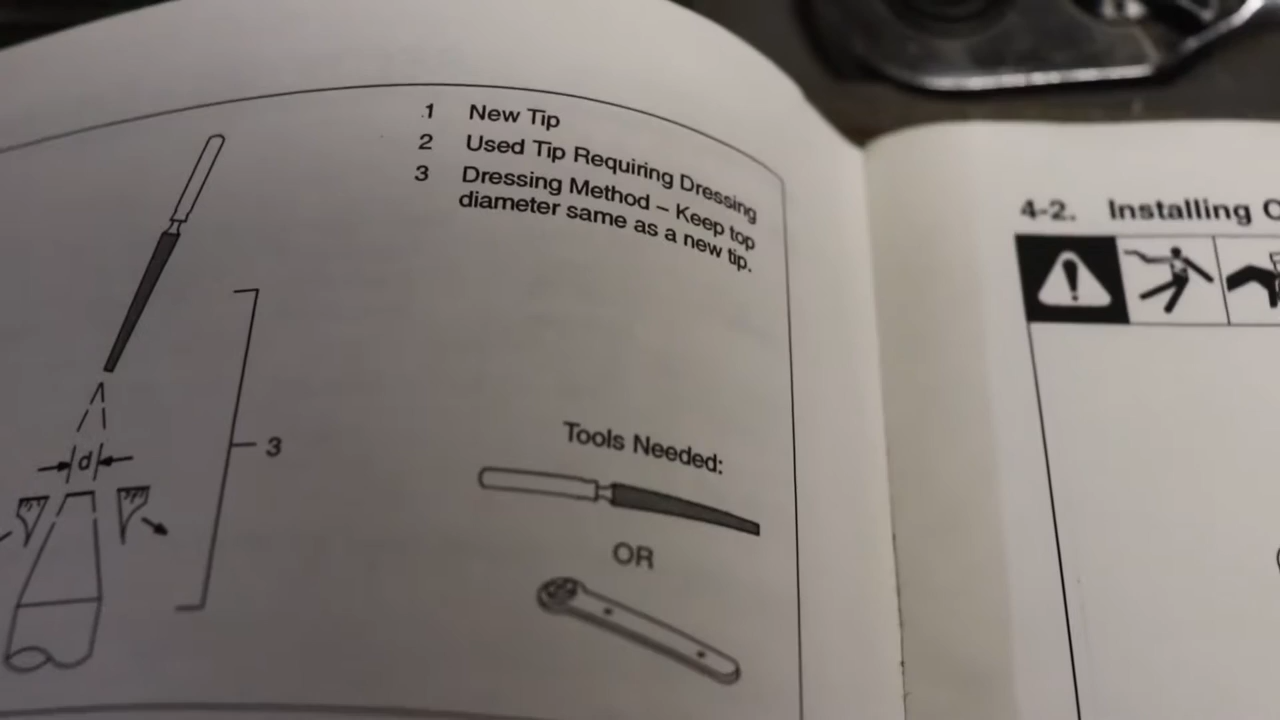 1 New Tip
2 Used Tip Requiring Dressing
3 Dressing Method – Keep top
diameter same as a new tip.
3
d
Tools Needed:
OR
4-2. Installing